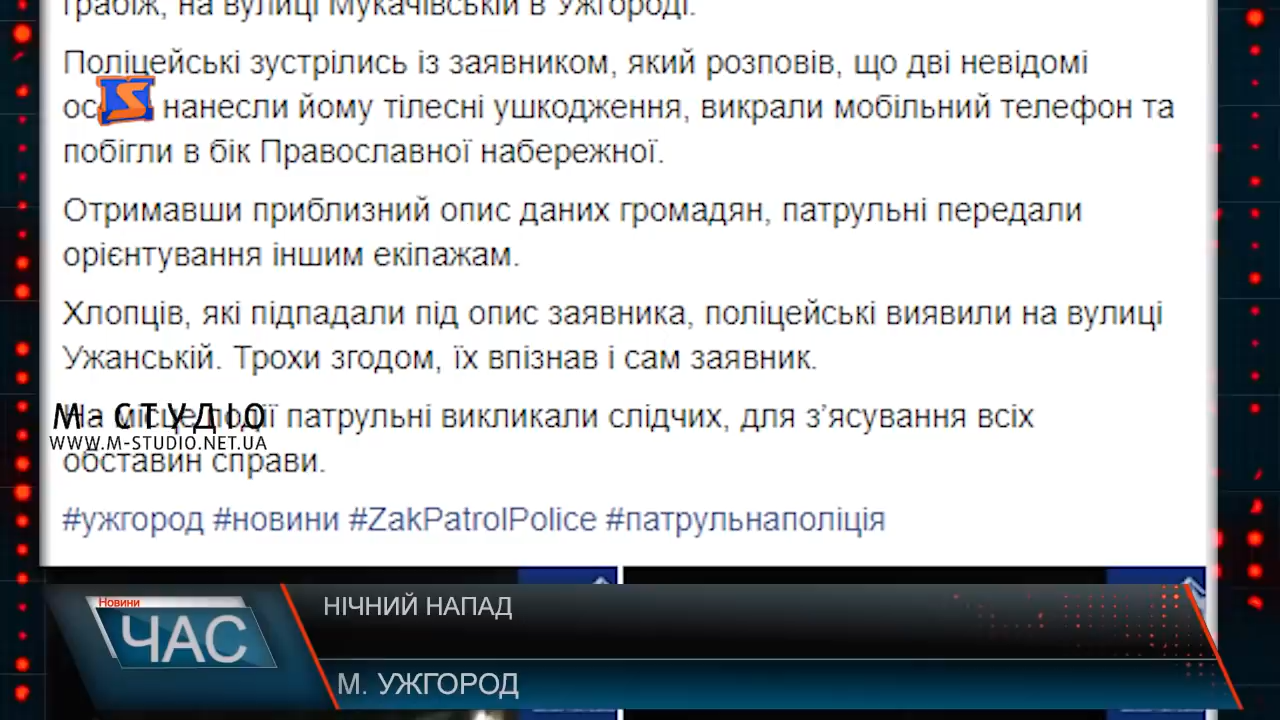 грабіж, на вулиці Мукачівській в Ужгороді.
Поліцейські зустрілись із заявником, який розповів, що дві невідомі
нанесли йому тілесні ушкодження, викрали мобільний телефон та
побігли в бік Православної набережної.
Отримавши приблизний опис даних громадян, патрульні передали
орієнтування іншим екіпажам.
Хлопців, які підпадали під опис заявника, поліцейські виявили на вулиці
Ужанській. Трохи згодом, їх впізнав і сам заявник.
На місце події патрульні викликали слідчих, для з’ясування всіх
М-СТУДІО
WWW.M-STUDIO.NET.UA
обставин справи.
#ужгород #новини #ZakPatrolPolice #патрульнаполіція
Новини
ЧАС
НІЧНИЙ НАПАД
М. УЖГОРОД